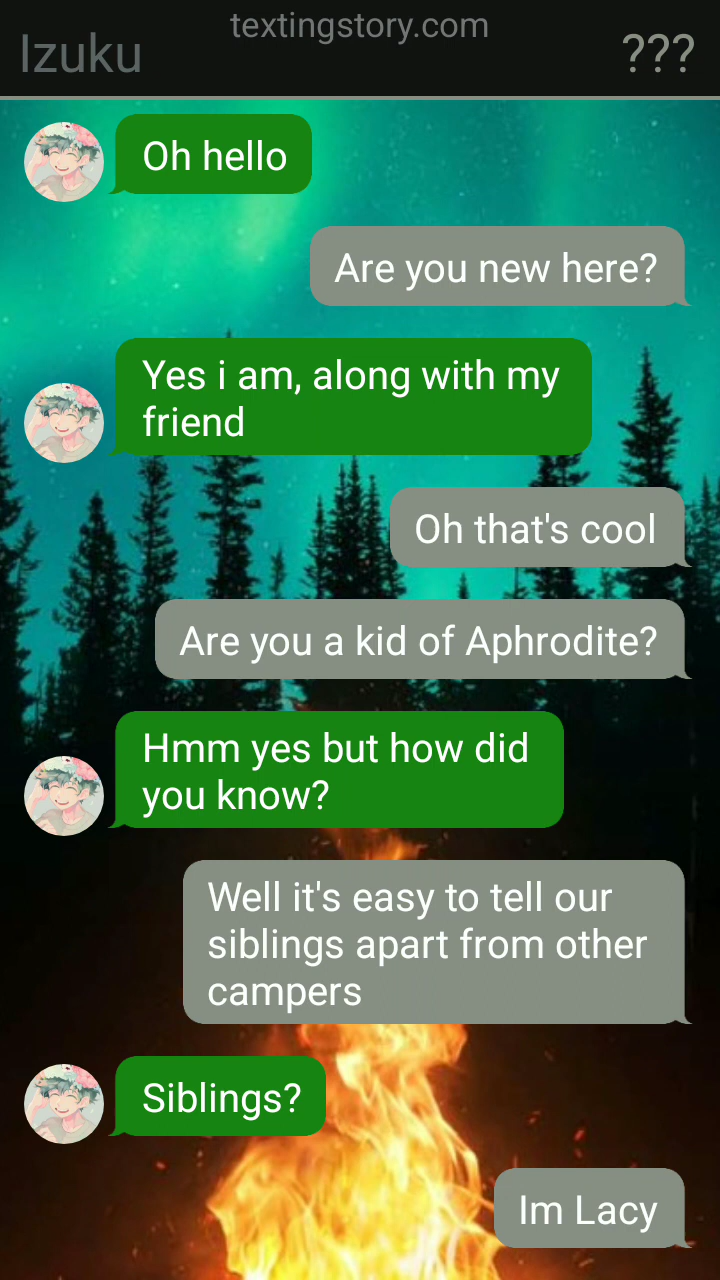 textingstory.com
Izuku
???
Oh hello
Are you new here?
Yes i am, along with my
friend
Oh that's cool
Are you a kid of Aphrodite?
Hmm yes but how did
you know?
Well it's easy to tell our
siblings apart from other
campers
Siblings?
Im Lacy